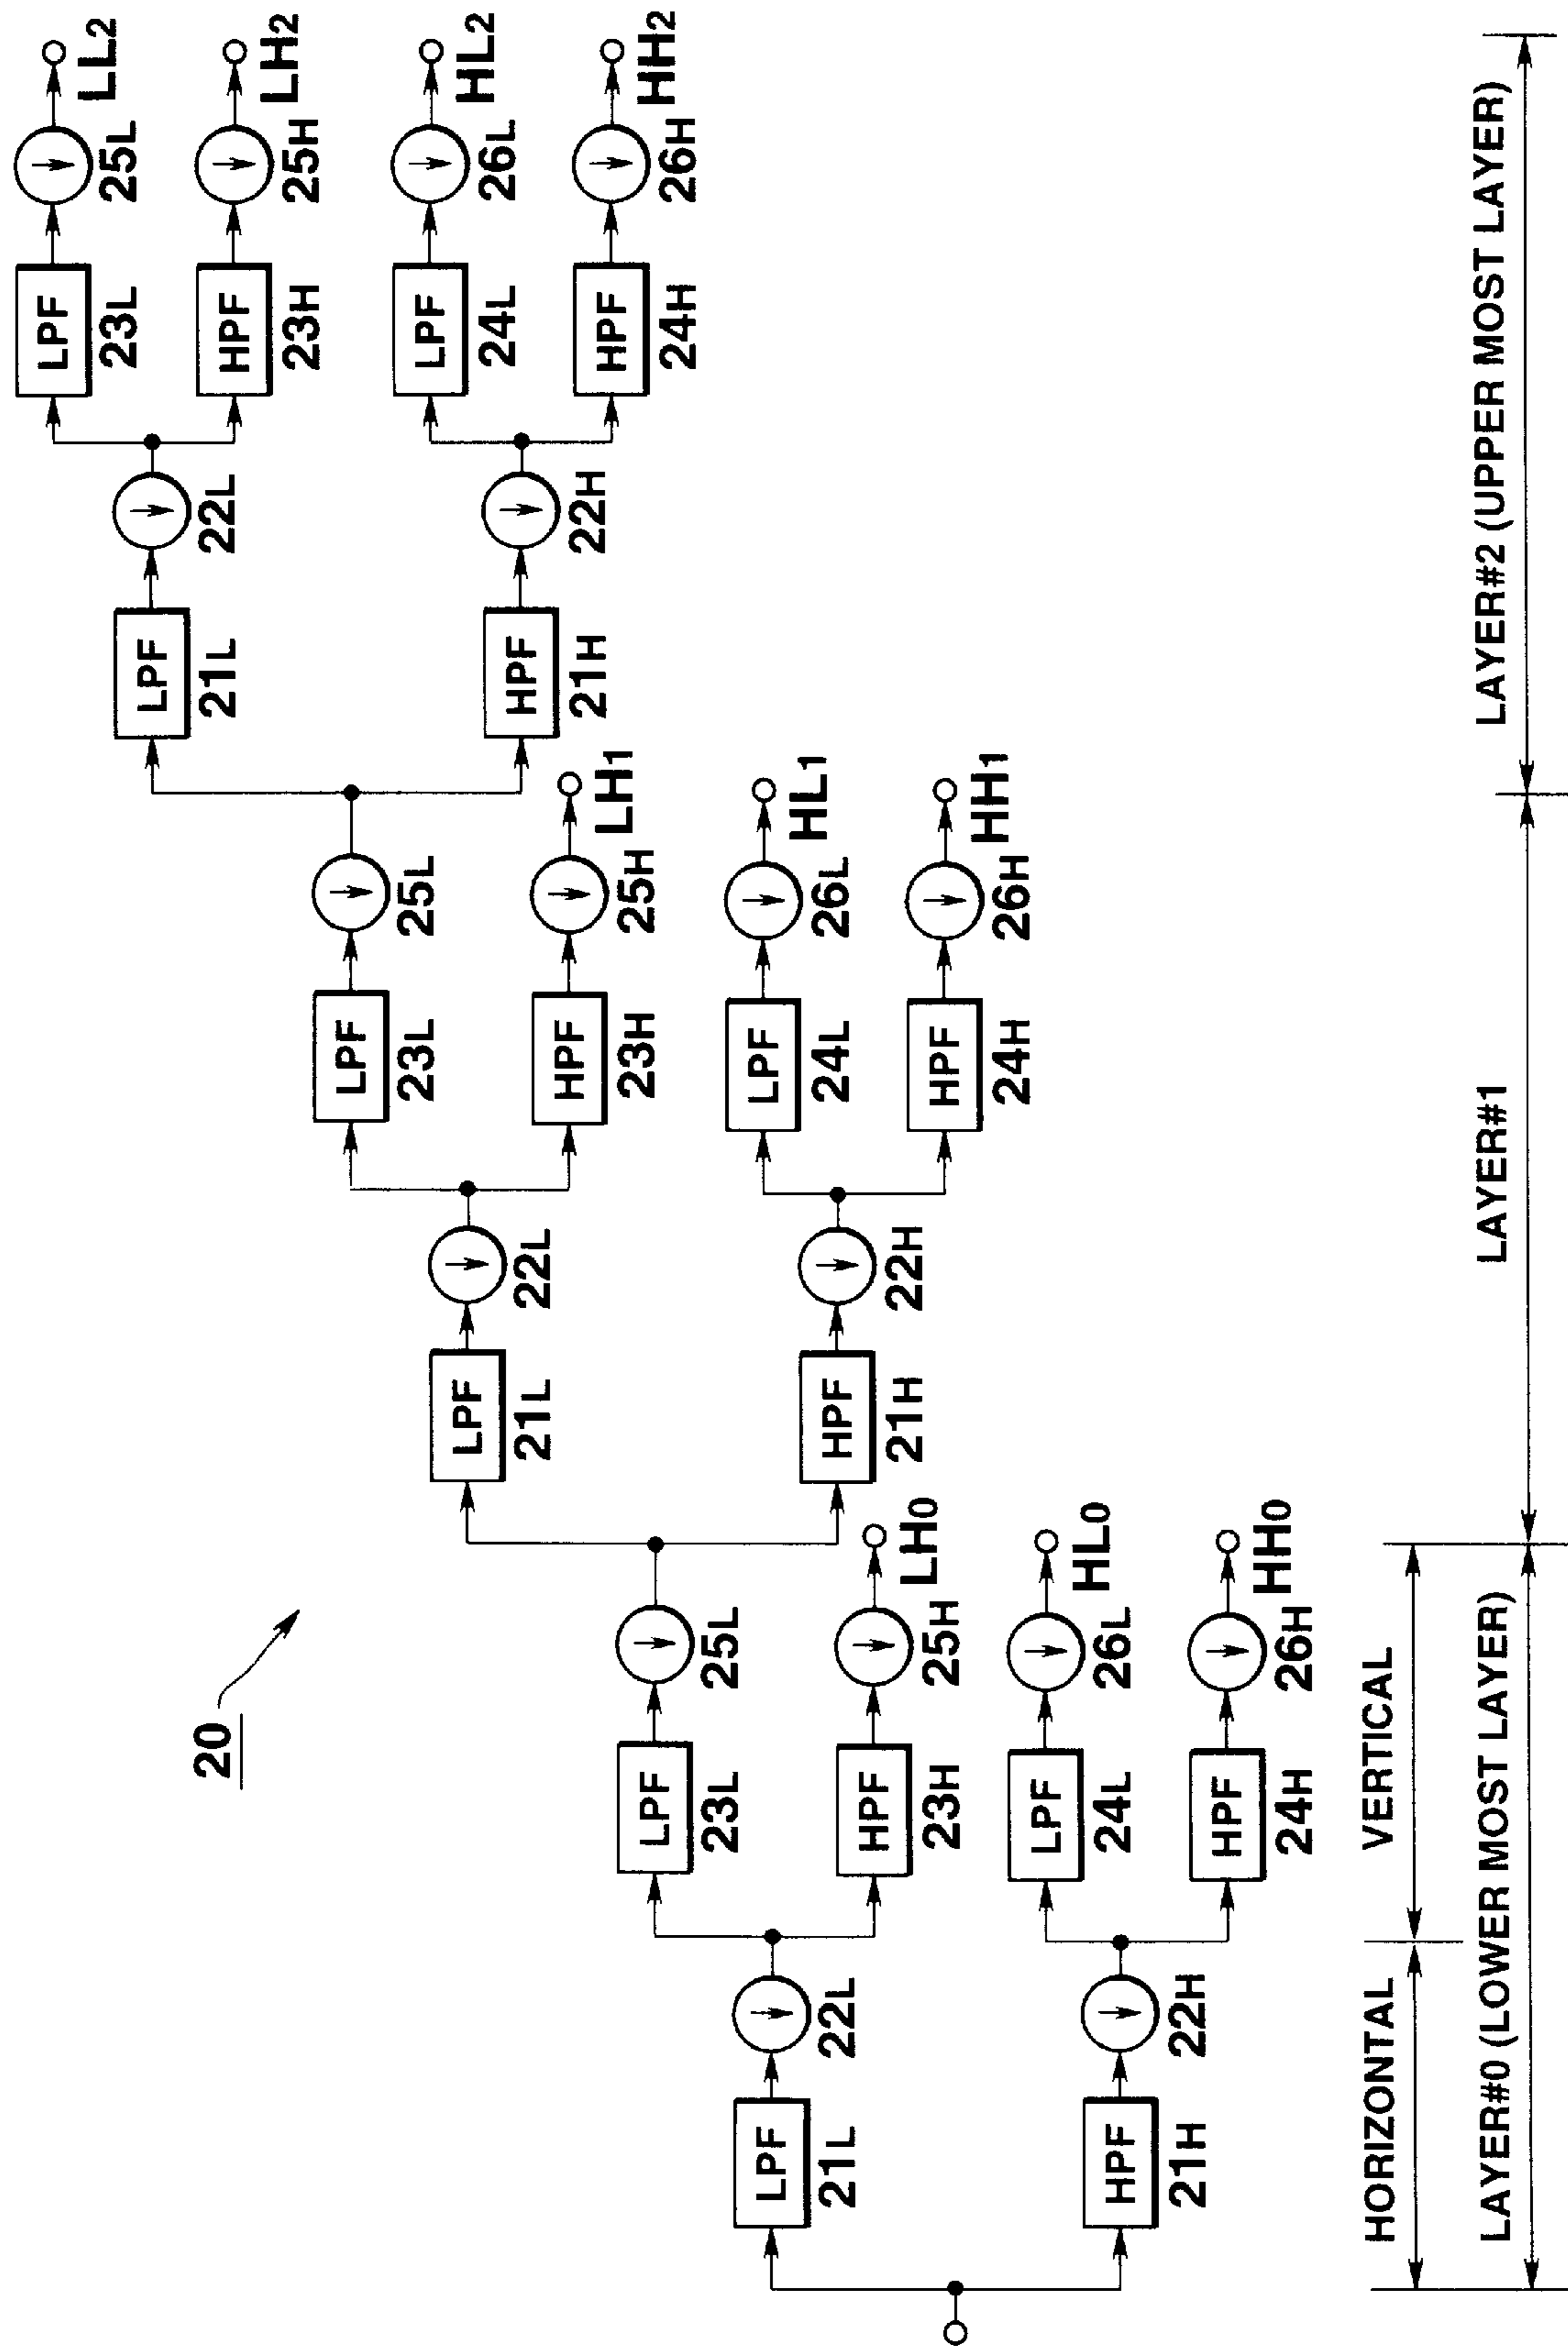 20
LPF
21L
22L
HPF
21H
22H
LPF
23L
25L
HPF
23H
25H
LH0
LPF
24L
26L
HL0
HPF
24H
26H
HH0
LPF
21L
22L
HPF
21H
22H
LPF
23L
25L
HPF
23H
25H
LH1
LPF
24L
26L
HL1
HPF
24H
26H
HH1
LPF
21L
22L
HPF
21H
22H
LPF
23L
25L
LL2
HPF
23H
25H
LH2
LPF
24L
26L
HL2
HPF
24H
26H
HH2
HORIZONTAL
VERTICAL
LAYER#0 (LOWER MOST LAYER)
LAYER#1
LAYER#2 (UPPER MOST LAYER)